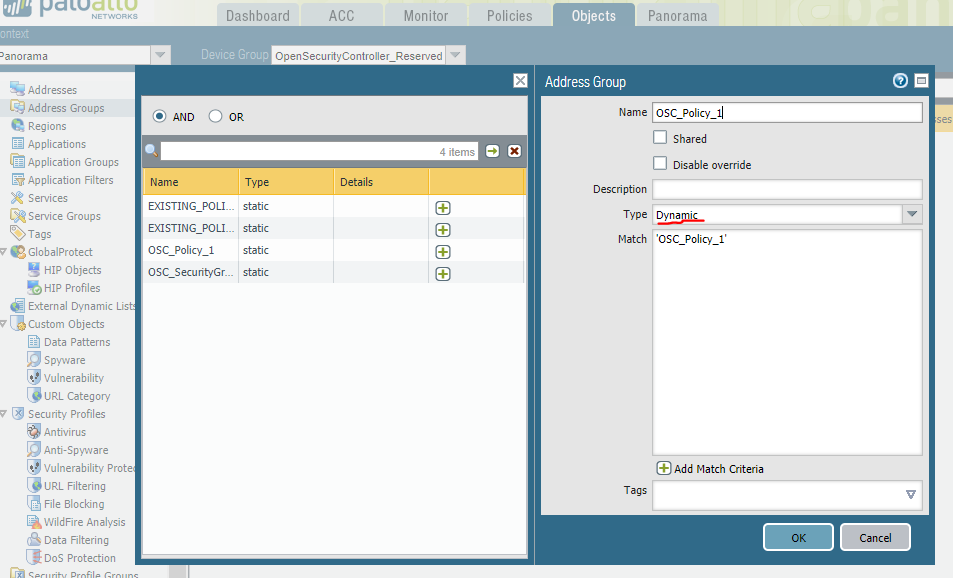 paloalto
NETWORKS
Dashboard ACC Monitor Policies Objects Panorama
ontext
Panorama Device Group OpenSecurityController_Reserved
Addresses
Address Groups
Regions
Applications
Application Groups
Application Filters
Services
Service Groups
Tags
GlobalProtect
HIP Objects
HIP Profiles
External Dynamic Lists
Custom Objects
Data Patterns
Spyware
Vulnerability
URL Category
Security Profiles
Antivirus
Anti-Spyware
Vulnerability Protec
URL Filtering
File Blocking
WildFire Analysis
Data Filtering
DoS Protection
Security Profile Groups
AND OR
4 items
Name Type Details
EXISTING_POLI... static
EXISTING_POLI... static
OSC_Policy_1 static
OSC_SecurityGr... static
Address Group
Name OSC_Policy_1
Shared
Disable override
Description
Type Dynamic
Match 'OSC_Policy_1'
Add Match Criteria
Tags
OK Cancel
sses